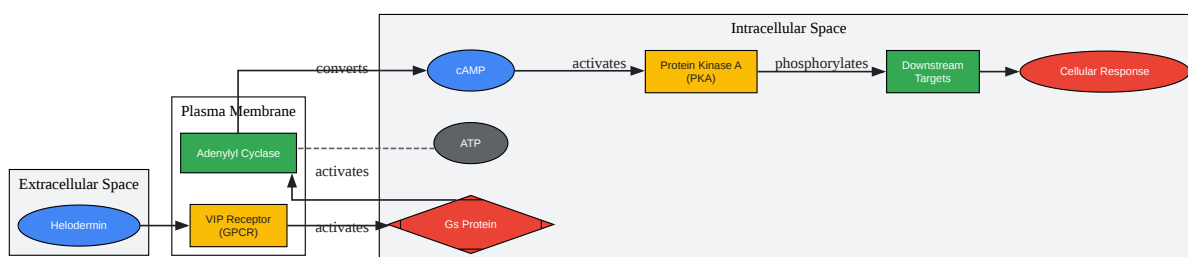 Intracellular Space
converts
cAMP
activates
Protein Kinase A
(PKA)
phosphorylates
Downstream
Targets
Cellular Response
Plasma Membrane
Adenylyl Cyclase
ATP
activates
Extracellular Space
Helodermin
VIP Receptor
(GPCR)
activates
Gs Protein